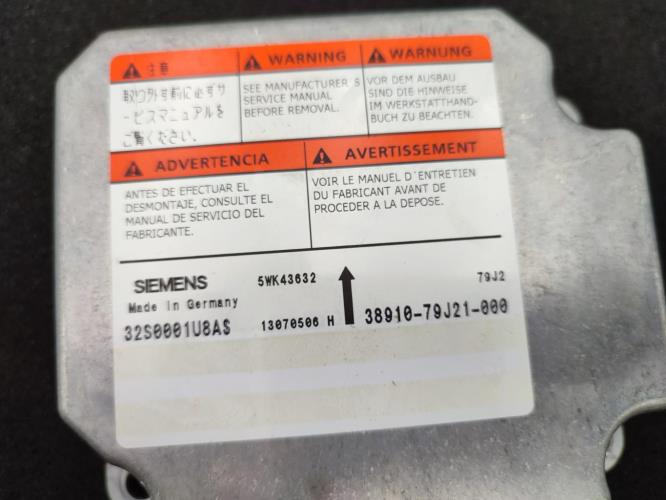 注意
取り外す前に必ずサ
ービスマニュアルを
ご覧ください。
WARNING
SEE MANUFACTURER´S
SERVICE MANUAL
BEFORE REMOVAL.
WARNUNG
VOR DEM AUSBAU
SIND DIE HINWEISE
IM WERKSTATTHAND-
BUCH ZU BEACHTEN.
ADVERTENCIA
ANTES DE EFECTUAR EL
DESMONTAJE, CONSULTE EL
MANUAL DE SERVICIO DEL
FABRICANTE.
AVERTISSEMENT
VOIR LE MANUEL D´ENTRETIEN
DU FABRICANT AVANT DE
PROCEDER A LA DEPOSE.
SIEMENS 5WK43632 79J2
Made in Germany
32S0001U8A$ 13070506 H 38910-79J21-000